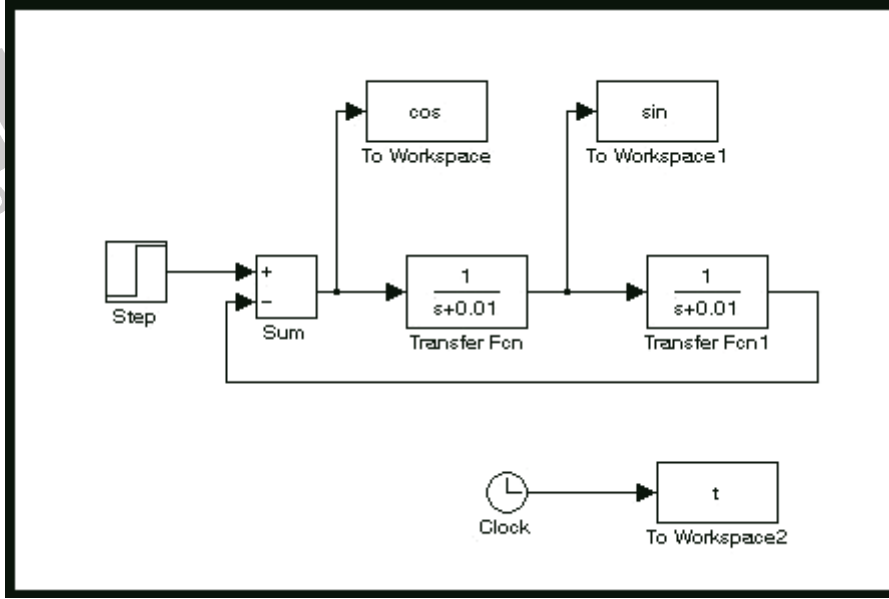 cos
sin
To Workspace
To Workspace1
+
−
1
s+0.01
1
s+0.01
Step
Sum
Transfer Fcn
Transfer Fcn1
t
Clock
To Workspace2